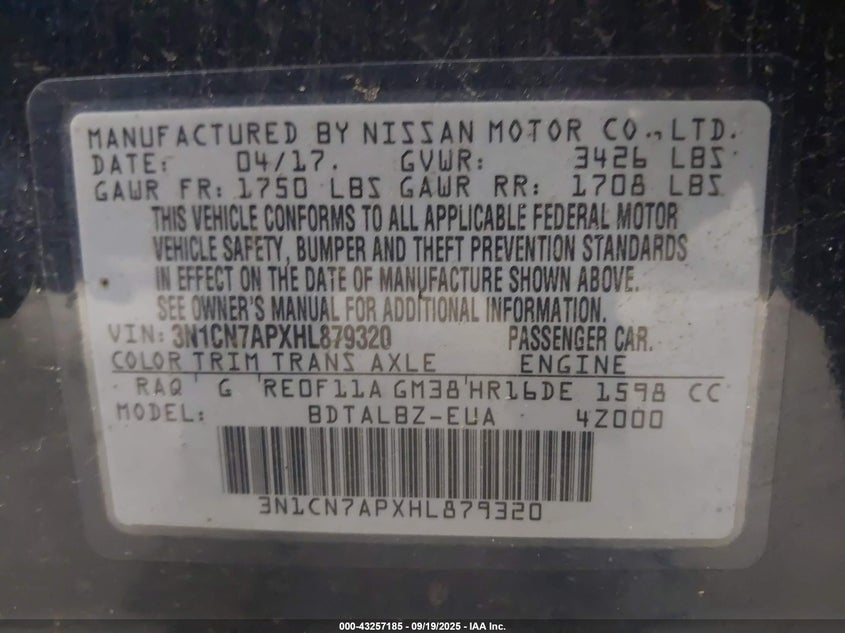 MANUFACTURED BY NISSAN MOTOR CO.,LTD.
DATE: 04/17. GVWR: 3426 LBS
GAWR FR: 1750 LBS GAWR RR: 1708 LBS
THIS VEHICLE CONFORMS TO ALL APPLICABLE FEDERAL MOTOR
VEHICLE SAFETY, BUMPER AND THEFT PREVENTION STANDARDS
IN EFFECT ON THE DATE OF MANUFACTURE SHOWN ABOVE.
SEE OWNER'S MANUAL FOR ADDITIONAL INFORMATION.
VIN: 3N1CN7APXHL879320 PASSENGER CAR.
COLOR TRIM TRANS AXLE ENGINE
RAQ G RE0F11A GM38 HR16DE 1598 CC
MODEL: BDTALBZ-EUA 4Z000
3N1CN7APXHL879320
000-43257185 - 09/19/2025 - IAA Inc.